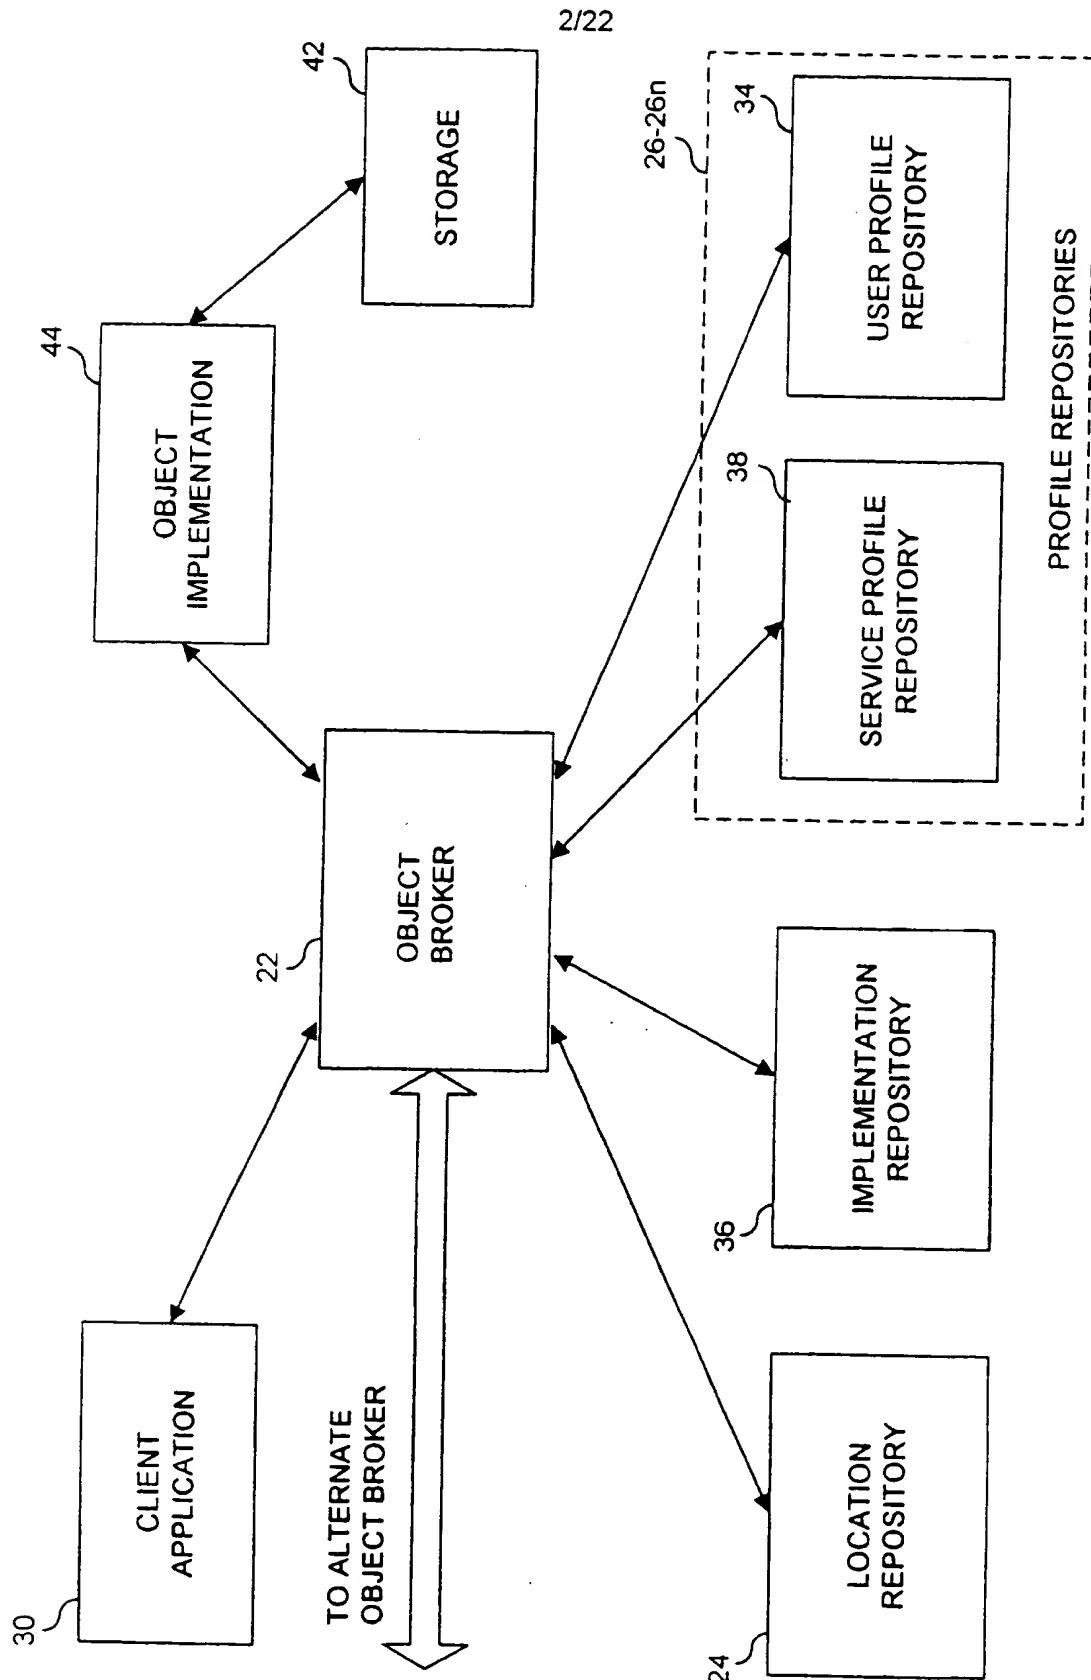 2/22
30
CLIENT
APPLICATION
44
OBJECT
IMPLEMENTATION
42
STORAGE
TO ALTERNATE
OBJECT BROKER
22
OBJECT
BROKER
26-26n
24
LOCATION
REPOSITORY
36
IMPLEMENTATION
REPOSITORY
38
SERVICE PROFILE
REPOSITORY
34
USER PROFILE
REPOSITORY
PROFILE REPOSITORIES